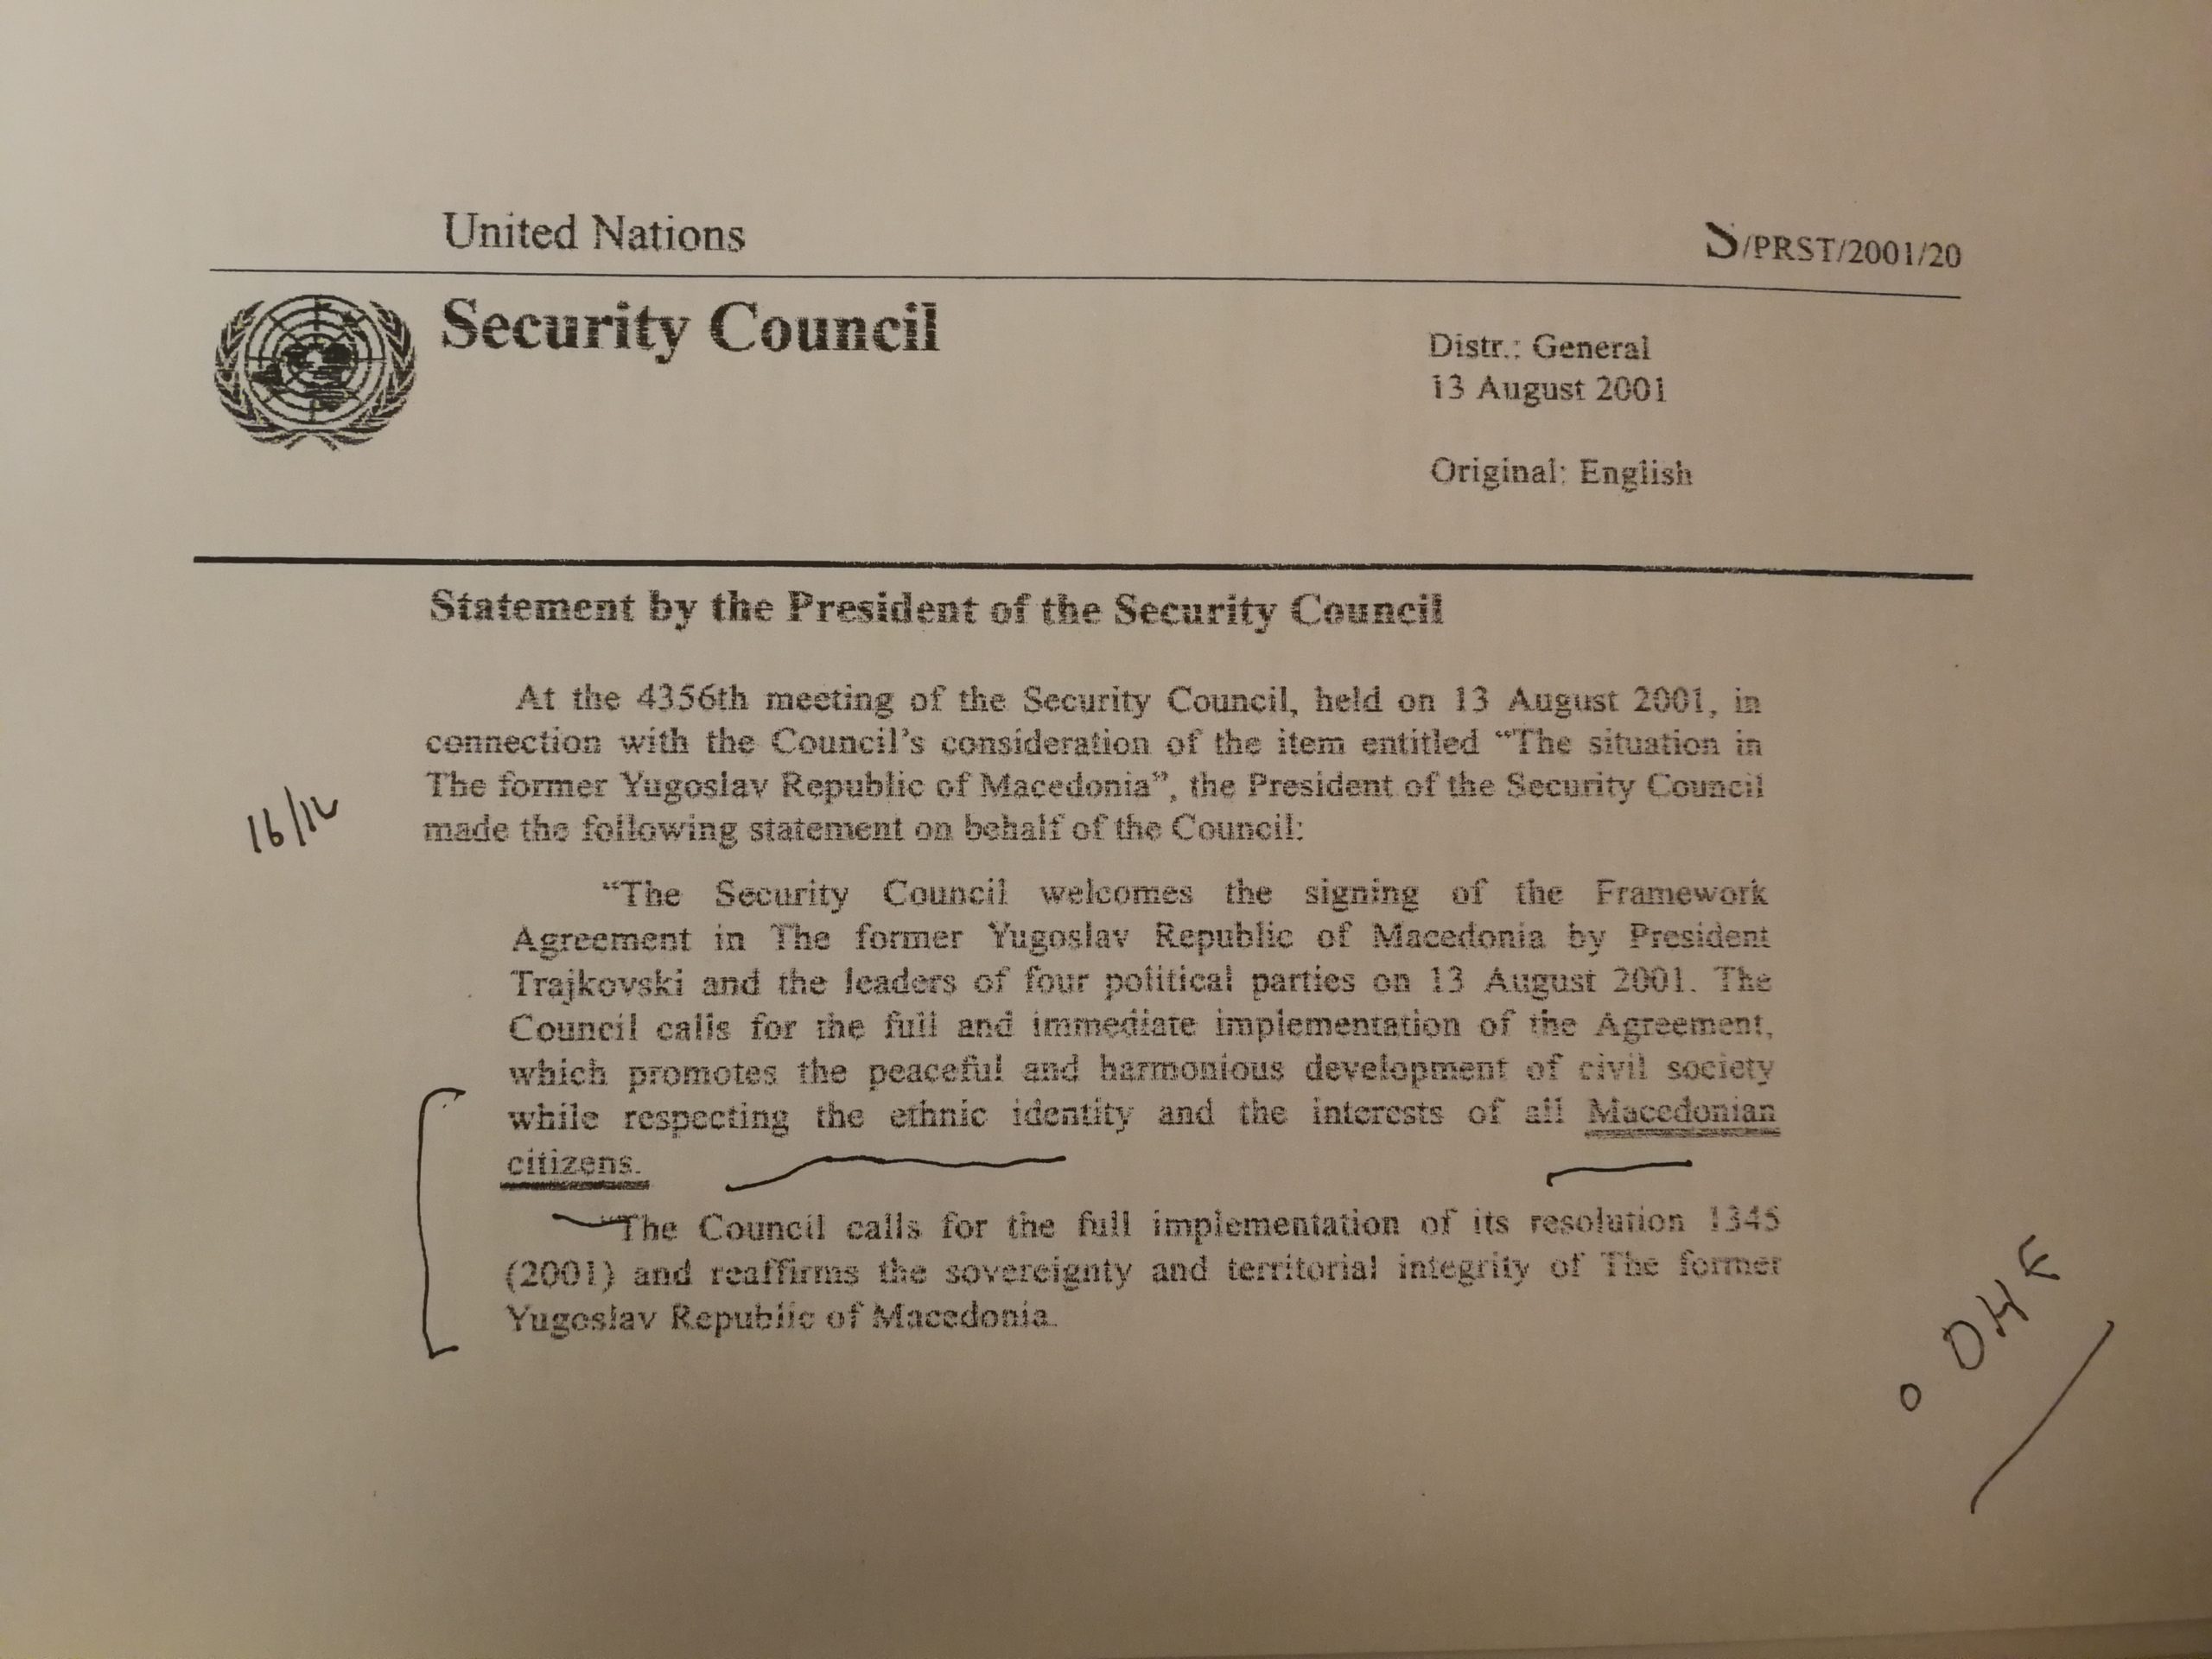 United Nations
S/PRST/2001/20
Security Council
Distr.: General
13 August 2001
Original: English
Statement by the President of the Security Council
At the 4356th meeting of the Security Council, held on 13 August 2001, in
connection with the Council's consideration of the item entitled “The situation in
The former Yugoslav Republic of Macedonia”, the President of the Security Council
made the following statement on behalf of the Council:
“The Security Council welcomes the signing of the Framework
Agreement in The former Yugoslav Republic of Macedonia by President
Trajkovski and the leaders of four political parties on 13 August 2001. The
Council calls for the full and immediate implementation of the Agreement,
which promotes the peaceful and harmonious development of civil society
while respecting the ethnic identity and the interests of all Macedonian
citizens.
“The Council calls for the full implementation of its resolution 1345
(2001) and reaffirms the sovereignty and territorial integrity of The former
Yugoslav Republic of Macedonia.